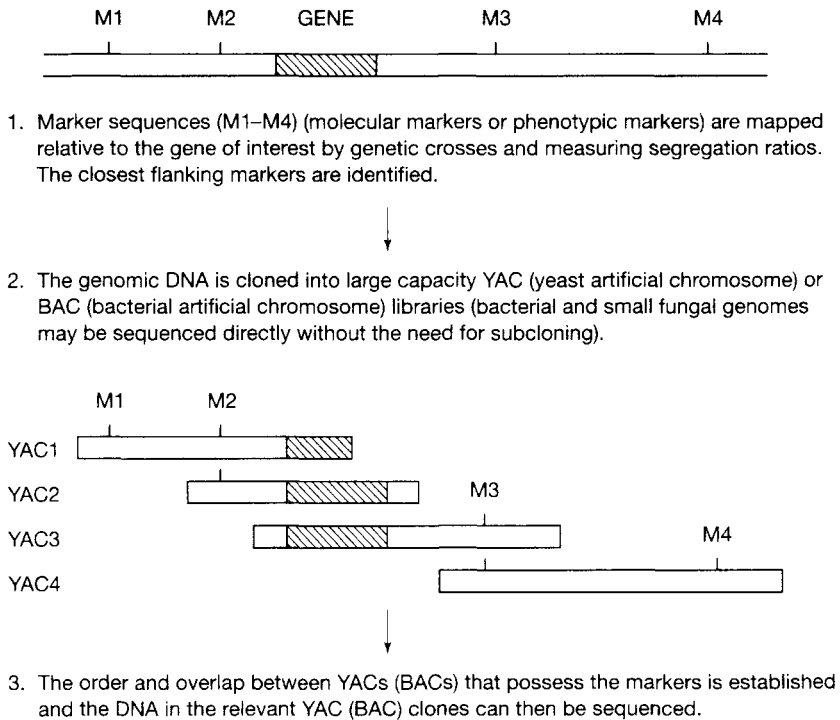 M1 M2 GENE M3 M4
1. Marker sequences (M1–M4) (molecular markers or phenotypic markers) are mapped
relative to the gene of interest by genetic crosses and measuring segregation ratios.
The closest flanking markers are identified.
2. The genomic DNA is cloned into large capacity YAC (yeast artificial chromosome) or
BAC (bacterial artificial chromosome) libraries (bacterial and small fungal genomes
may be sequenced directly without the need for subcloning).
M1 M2
YAC1
YAC2
M3
YAC3
M4
YAC4
3. The order and overlap between YACs (BACs) that possess the markers is established
and the DNA in the relevant YAC (BAC) clones can then be sequenced.